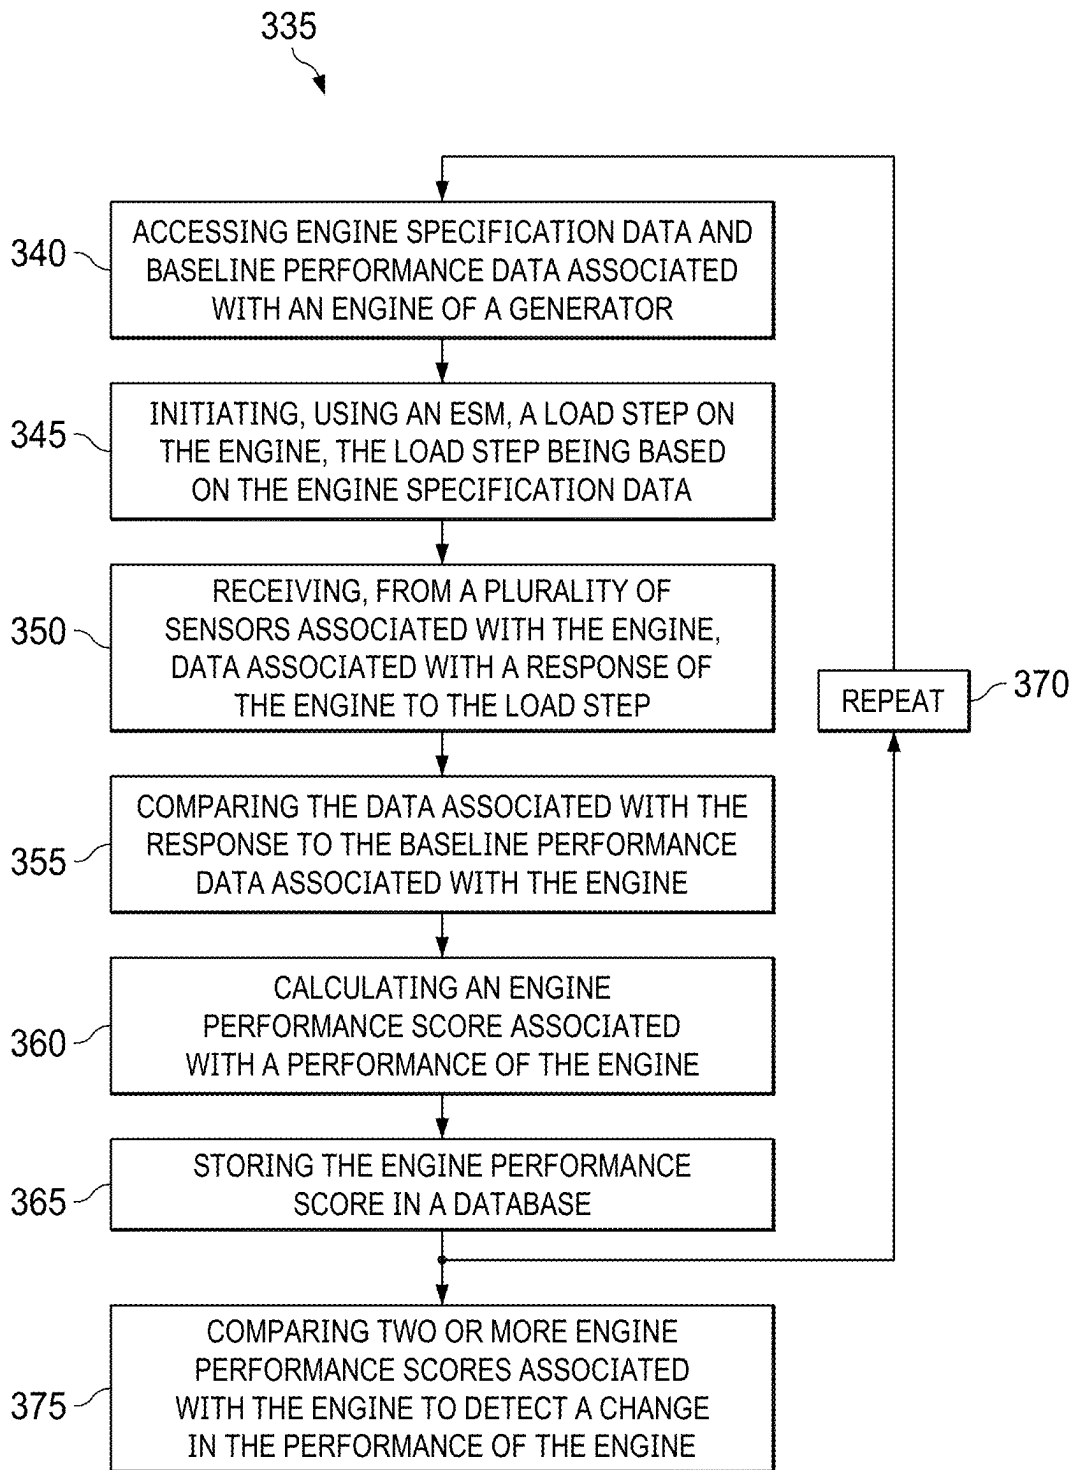 335
340
ACCESSING ENGINE SPECIFICATION DATA AND
BASELINE PERFORMANCE DATA ASSOCIATED
WITH AN ENGINE OF A GENERATOR
345
INITIATING, USING AN ESM, A LOAD STEP ON
THE ENGINE, THE LOAD STEP BEING BASED
ON THE ENGINE SPECIFICATION DATA
350
RECEIVING, FROM A PLURALITY OF
SENSORS ASSOCIATED WITH THE ENGINE,
DATA ASSOCIATED WITH A RESPONSE OF
THE ENGINE TO THE LOAD STEP
REPEAT
370
355
COMPARING THE DATA ASSOCIATED WITH THE
RESPONSE TO THE BASELINE PERFORMANCE
DATA ASSOCIATED WITH THE ENGINE
360
CALCULATING AN ENGINE
PERFORMANCE SCORE ASSOCIATED
WITH A PERFORMANCE OF THE ENGINE
365
STORING THE ENGINE PERFORMANCE
SCORE IN A DATABASE
375
COMPARING TWO OR MORE ENGINE
PERFORMANCE SCORES ASSOCIATED
WITH THE ENGINE TO DETECT A CHANGE
IN THE PERFORMANCE OF THE ENGINE